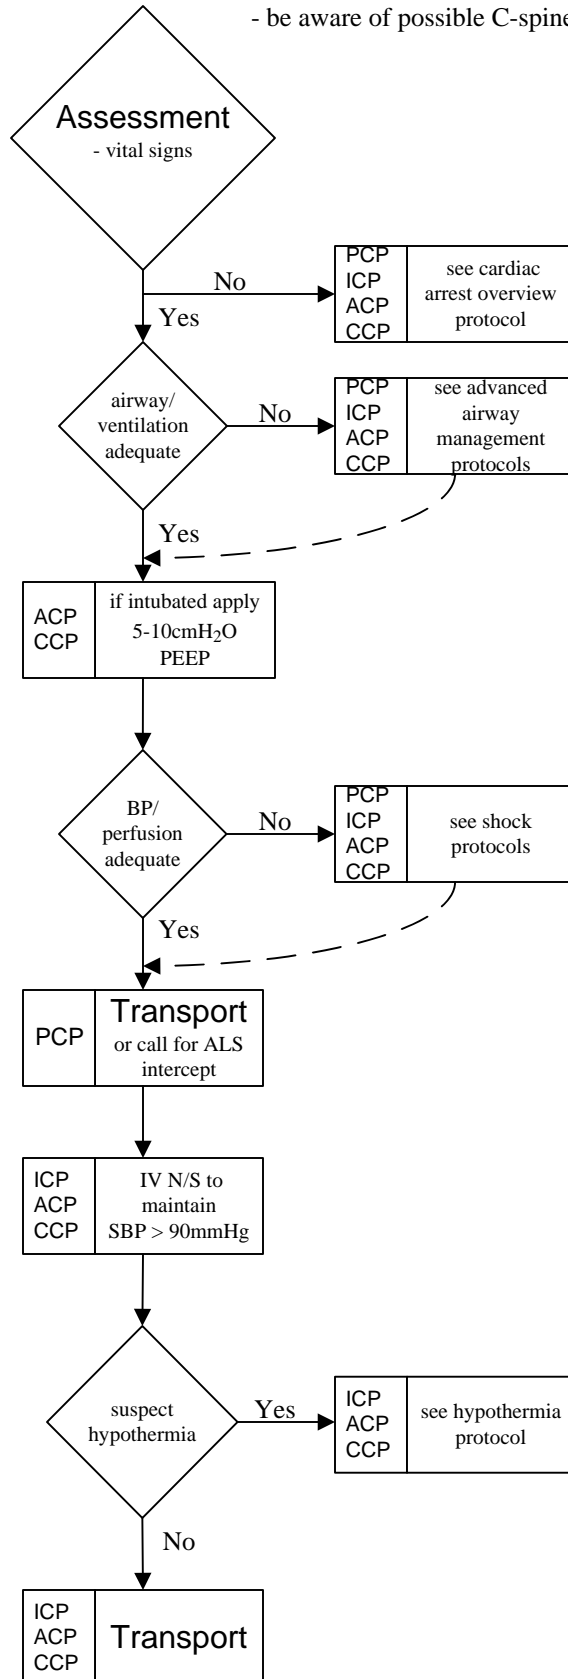 - be aware of possible C-spine
Assessment
- vital signs
No
PCP
ICP
ACP
CCP
see cardiac
arrest overview
protocol
Yes
airway/
ventilation
adequate
No
PCP
ICP
ACP
CCP
see advanced
airway
management
protocols
Yes
ACP
CCP
if intubated apply
5-10cmH₂O
PEEP
BP/
perfusion
adequate
No
PCP
ICP
ACP
CCP
see shock
protocols
Yes
PCP
Transport
or call for ALS
intercept
ICP
ACP
CCP
IV N/S to
maintain
SBP > 90mmHg
suspect
hypothermia
Yes
ICP
ACP
CCP
see hypothermia
protocol
No
ICP
ACP
CCP
Transport